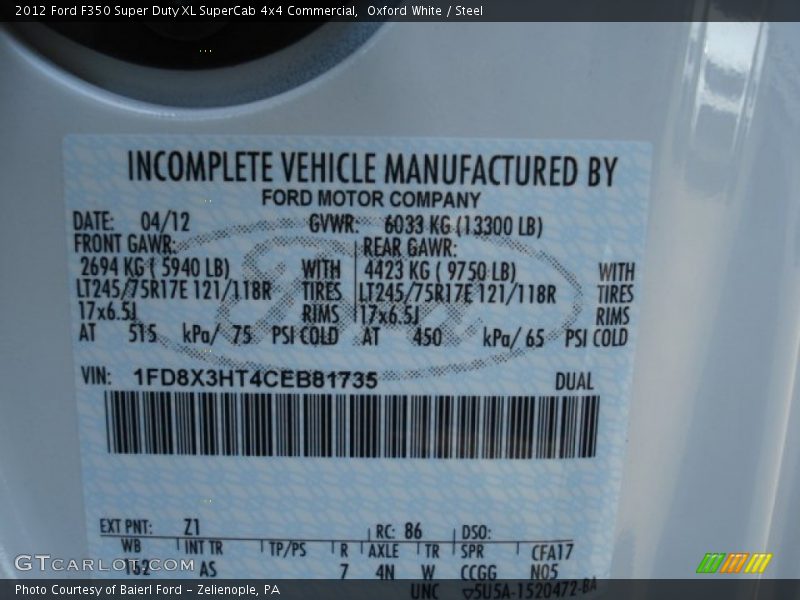 2012 Ford F350 Super Duty XL SuperCab 4x4 Commercial, Oxford White / Steel
INCOMPLETE VEHICLE MANUFACTURED BY
FORD MOTOR COMPANY
DATE: 04/12 GVWR: 6033 KG (13300 LB)
FRONT GAWR: REAR GAWR:
2694 KG ( 5940 LB) WITH 4423 KG ( 9750 LB) WITH
LT245/75R17E 121/118R TIRES LT245/75R17E 121/118R TIRES
17x6.5J RIMS 17x6.5J RIMS
AT 515 kPa/ 75 PSI COLD AT 450 kPa/ 65 PSI COLD
VIN: 1FD8X3HT4CEB81735 DUAL
EXT PNT: Z1 RC: 86 DSO:
WB INT TR TP/PS R AXLE TR SPR CFA17
162 AS 7 4N W CCGG N05
UNC 5U5A-1520472-BA
GTCarLot.com
Photo Courtesy of Baierl Ford - Zelienople, PA